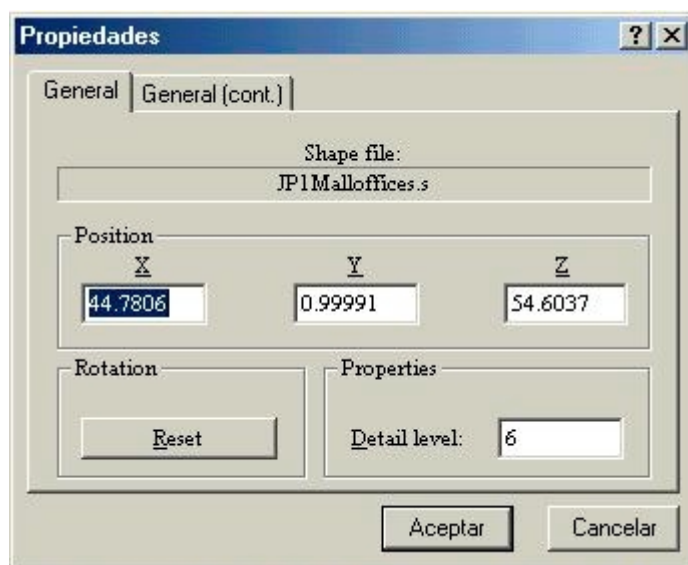 Propiedades
General General (cont.)
Shape file:
JP1Malloffices.s
Position
X Y Z
44.7806 0.99991 54.6037
Rotation Properties
Reset Detail level: 6
Aceptar Cancelar